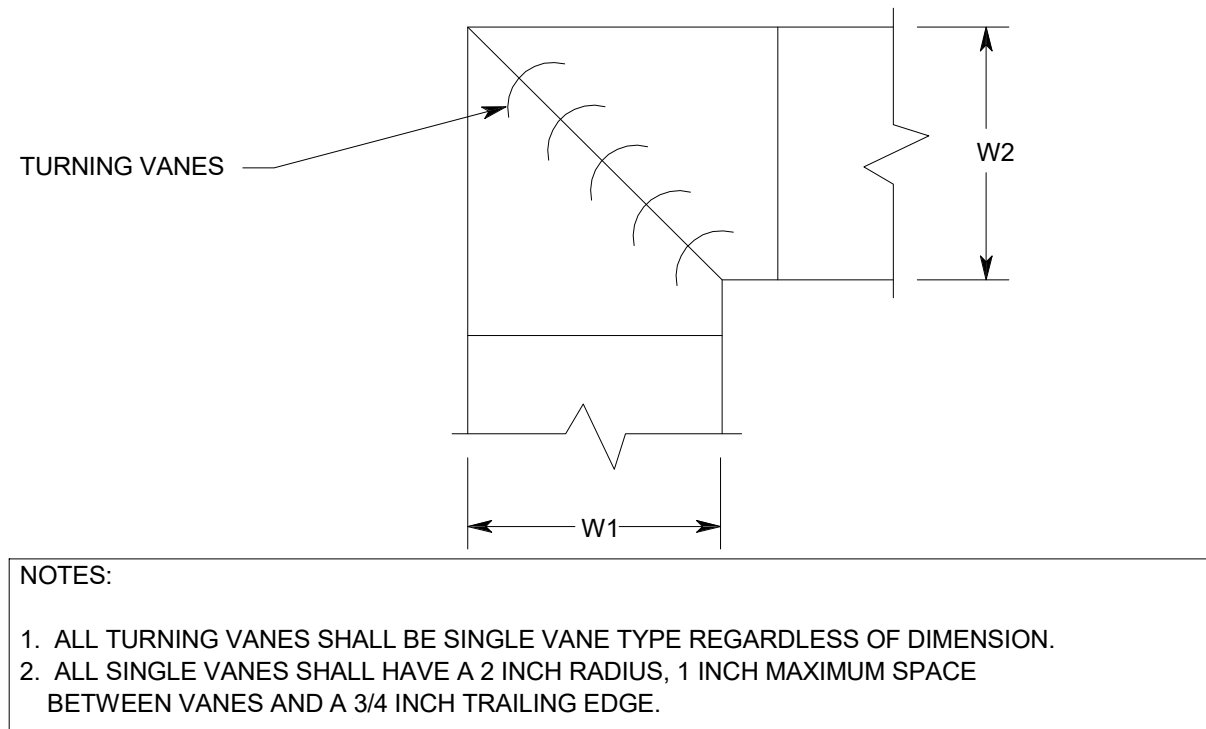 TURNING VANES
W2
W1
NOTES:
1. ALL TURNING VANES SHALL BE SINGLE VANE TYPE REGARDLESS OF DIMENSION.
2. ALL SINGLE VANES SHALL HAVE A 2 INCH RADIUS, 1 INCH MAXIMUM SPACE
BETWEEN VANES AND A 3/4 INCH TRAILING EDGE.